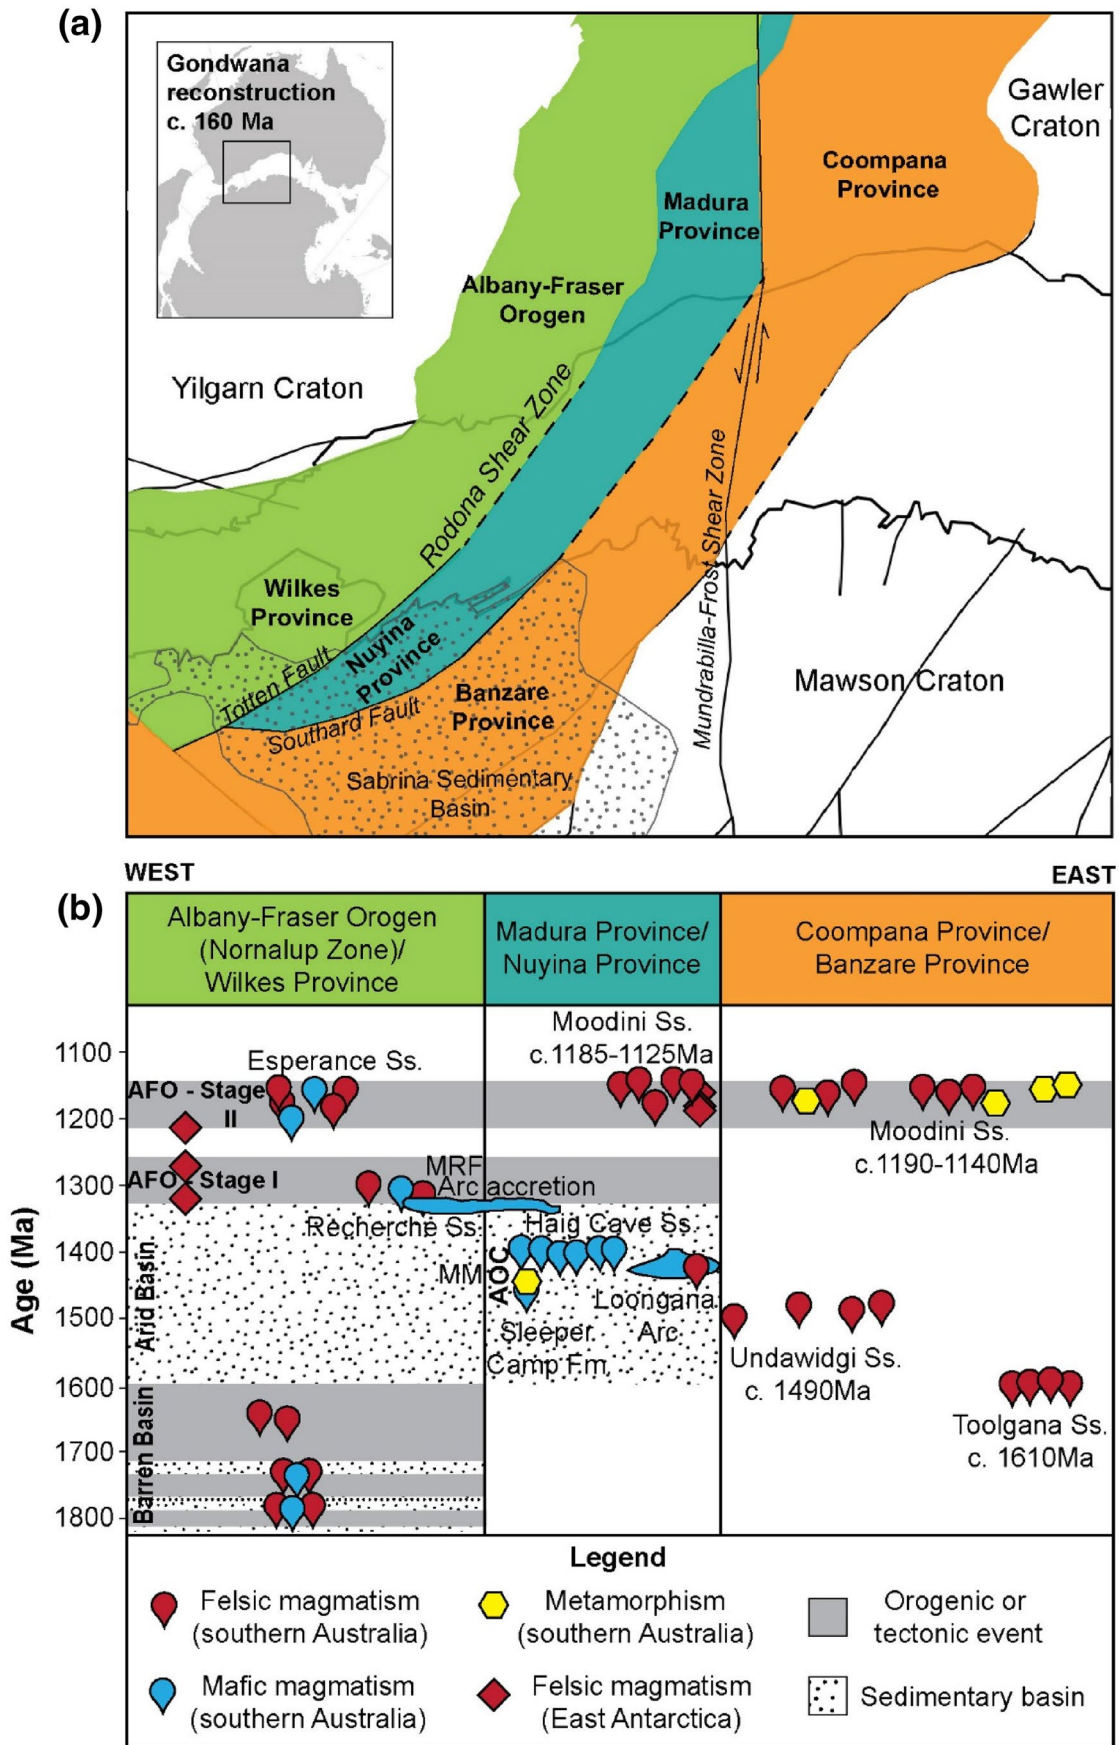 (a)
Gondwana
reconstruction
c. 160 Ma
Gawler
Craton
Coompana
Province
Madura
Province
Albany-Fraser
Orogen
Yilgarn Craton
Rodona Shear Zone
Mundrabilla-Frost Shear Zone
Wilkes
Province
Nuyina
Province
Totten Fault
Southard Fault
Banzare
Province
Mawson Craton
Sabrina Sedimentary
Basin
WEST
EAST
(b)
Albany-Fraser Orogen
(Nornalup Zone)/
Wilkes Province
Madura Province/
Nuyina Province
Coompana Province/
Banzare Province
Age (Ma)
1100
1200
1300
1400
1500
1600
1700
1800
Esperance Ss.
AFO - Stage
II
AFO - Stage I
MRF
Arc accretion
Recherche Ss.
Arid Basin
Barren Basin
Moodini Ss.
c.1185-1125Ma
Haig Cave Ss.
MM
AOC
Loongana
Arc
Sleeper
Camp Fm
Moodini Ss.
c.1190-1140Ma
Undawidgi Ss.
c. 1490Ma
Toolgana Ss.
c. 1610Ma
Legend
Felsic magmatism
(southern Australia)
Metamorphism
(southern Australia)
Orogenic or
tectonic event
Mafic magmatism
(southern Australia)
Felsic magmatism
(East Antarctica)
Sedimentary basin